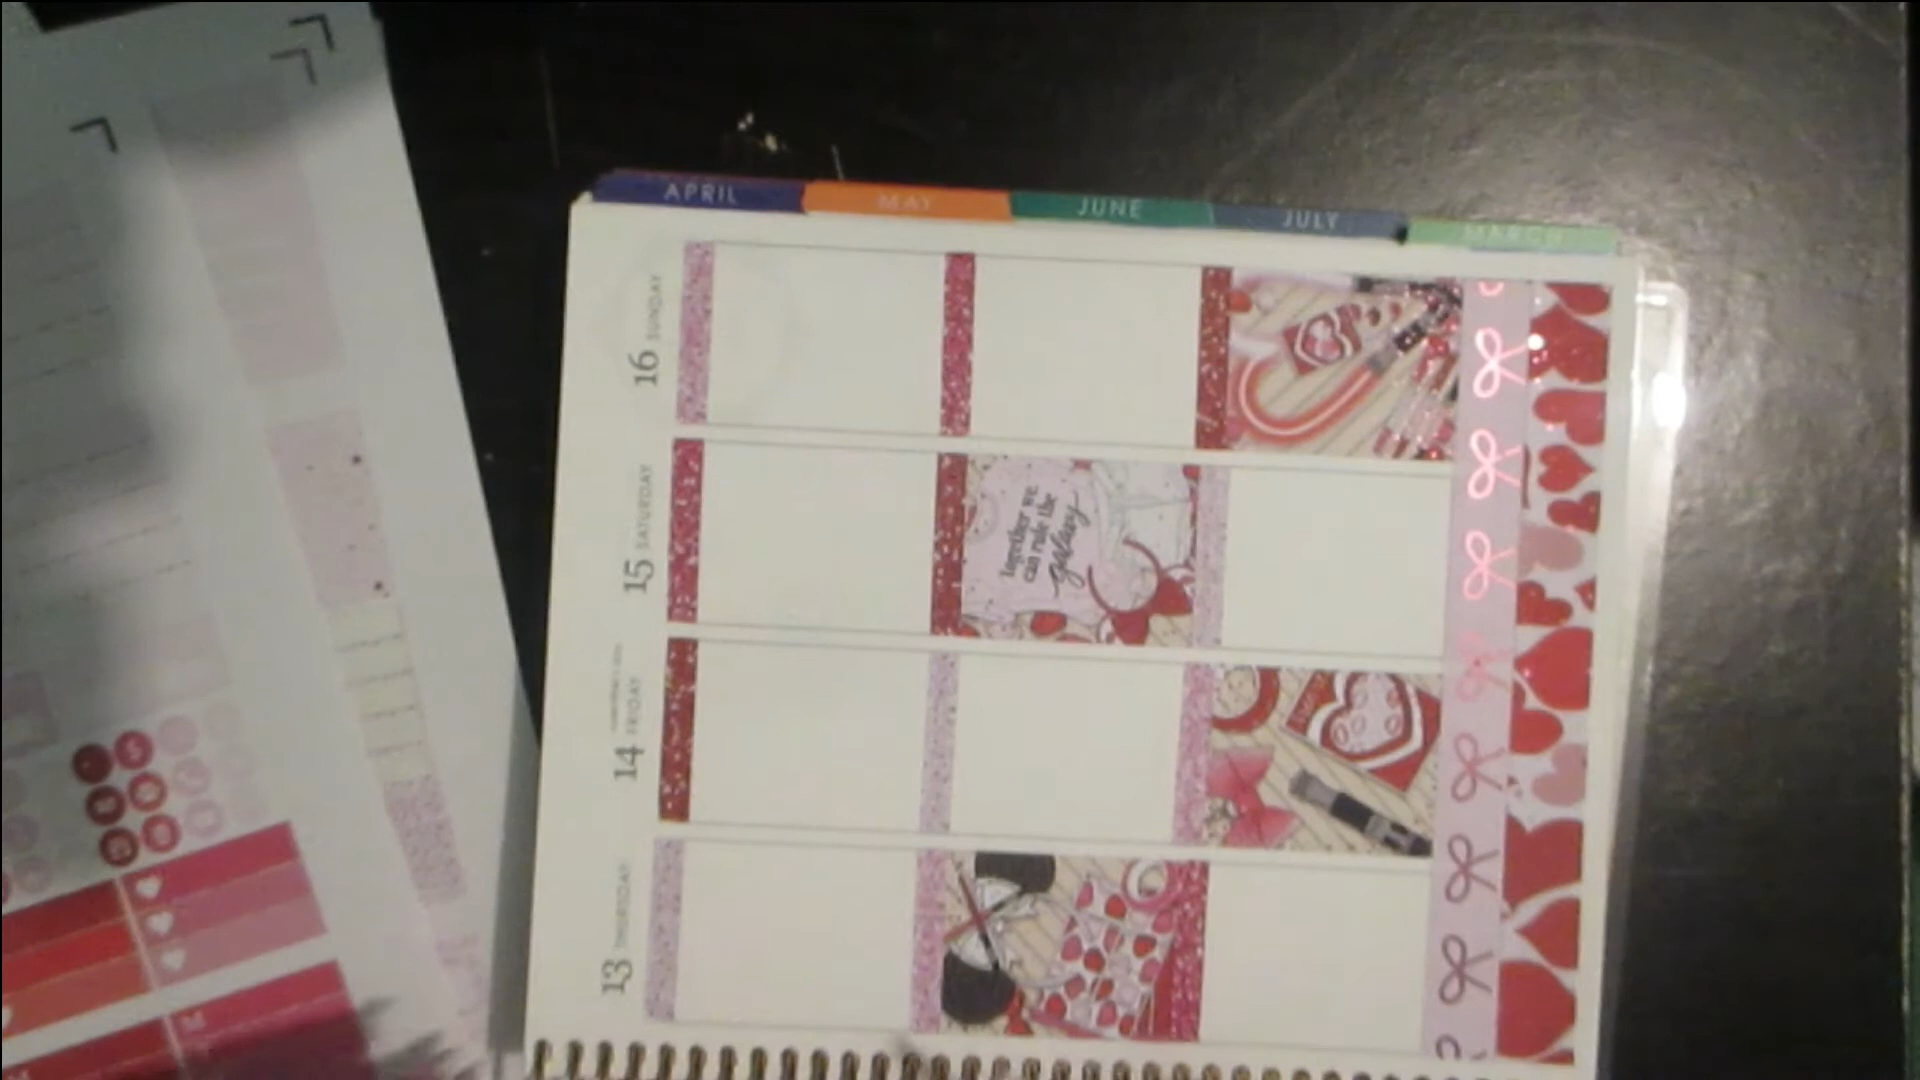 APRIL
MAY
JUNE
JULY
MARCH
16 SUNDAY
15 SATURDAY
together we
can rule the
galaxy
14 FRIDAY
13 THURSDAY